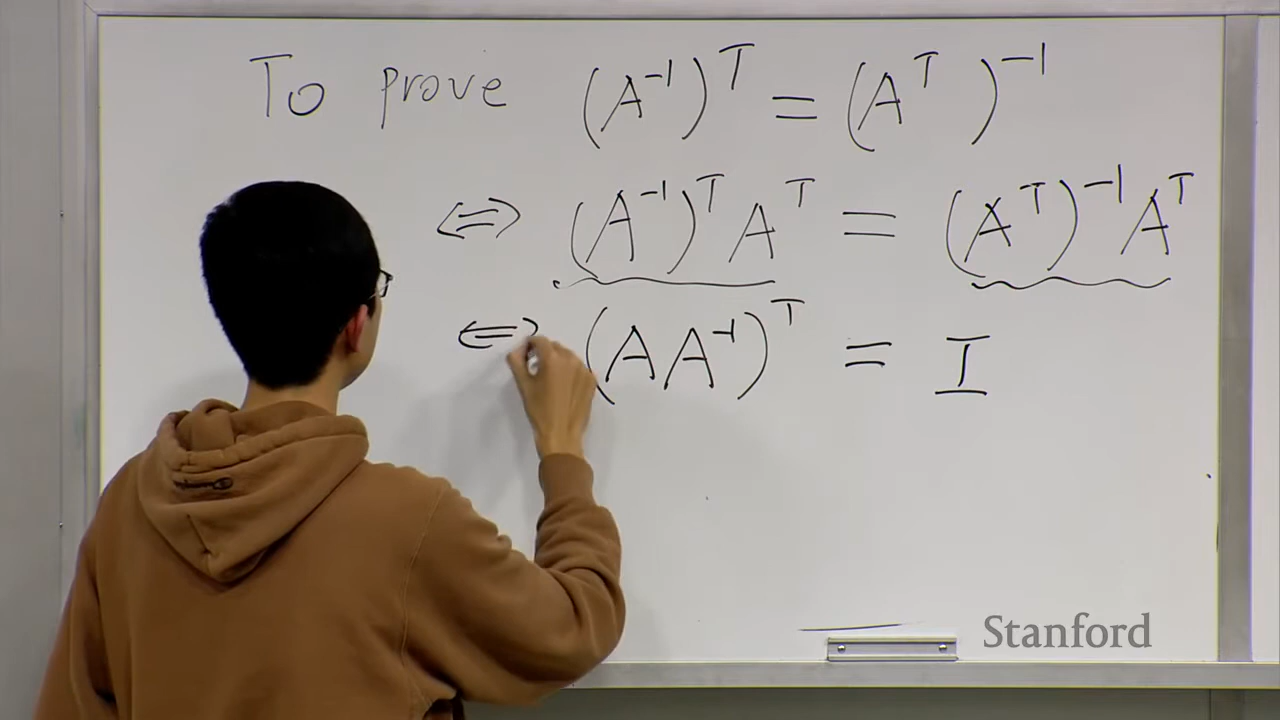 To prove (A⁻¹)ᵀ = (Aᵀ)⁻¹
⇔ (A⁻¹)ᵀAᵀ = (Aᵀ)⁻¹Aᵀ
⇔ (AA⁻¹)ᵀ = I
Stanford